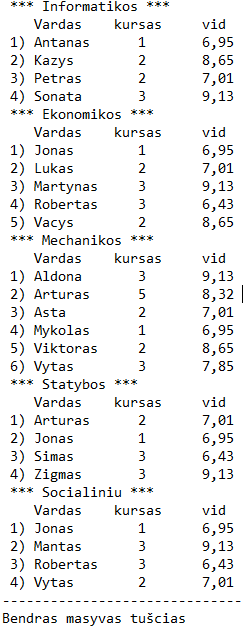 *** Informatikos ***
Vardas kursas vid
1) Antanas 1 6,95
2) Kazys 2 8,65
3) Petras 2 7,01
4) Sonata 3 9,13
*** Ekonomikos ***
Vardas kursas vid
1) Jonas 1 6,95
2) Lukas 2 7,01
3) Martynas 3 9,13
4) Robertas 3 6,43
5) Vacys 2 8,65
*** Mechanikos ***
Vardas kursas vid
1) Aldona 3 9,13
2) Arturas 5 8,32
3) Asta 2 7,01
4) Mykolas 1 6,95
5) Viktoras 2 8,65
6) Vytas 3 7,85
*** Statybos ***
Vardas kursas vid
1) Arturas 2 7,01
2) Jonas 1 6,95
3) Simas 3 6,43
4) Zigmas 3 9,13
*** Socialiniu ***
Vardas kursas vid
1) Jonas 1 6,95
2) Mantas 3 9,13
3) Robertas 3 6,43
4) Vytas 2 7,01
------------------------------
Bendras masyvas tušcias